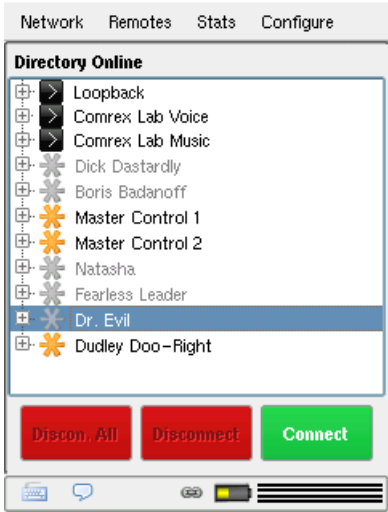 Network Remotes Stats Configure
Directory Online
Loopback
Comrex Lab Voice
Comrex Lab Music
Dick Dastardly
Boris Badanoff
Master Control 1
Master Control 2
Natasha
Fearless Leader
Dr. Evil
Dudley Doo-Right
Discon. All Disconnect Connect